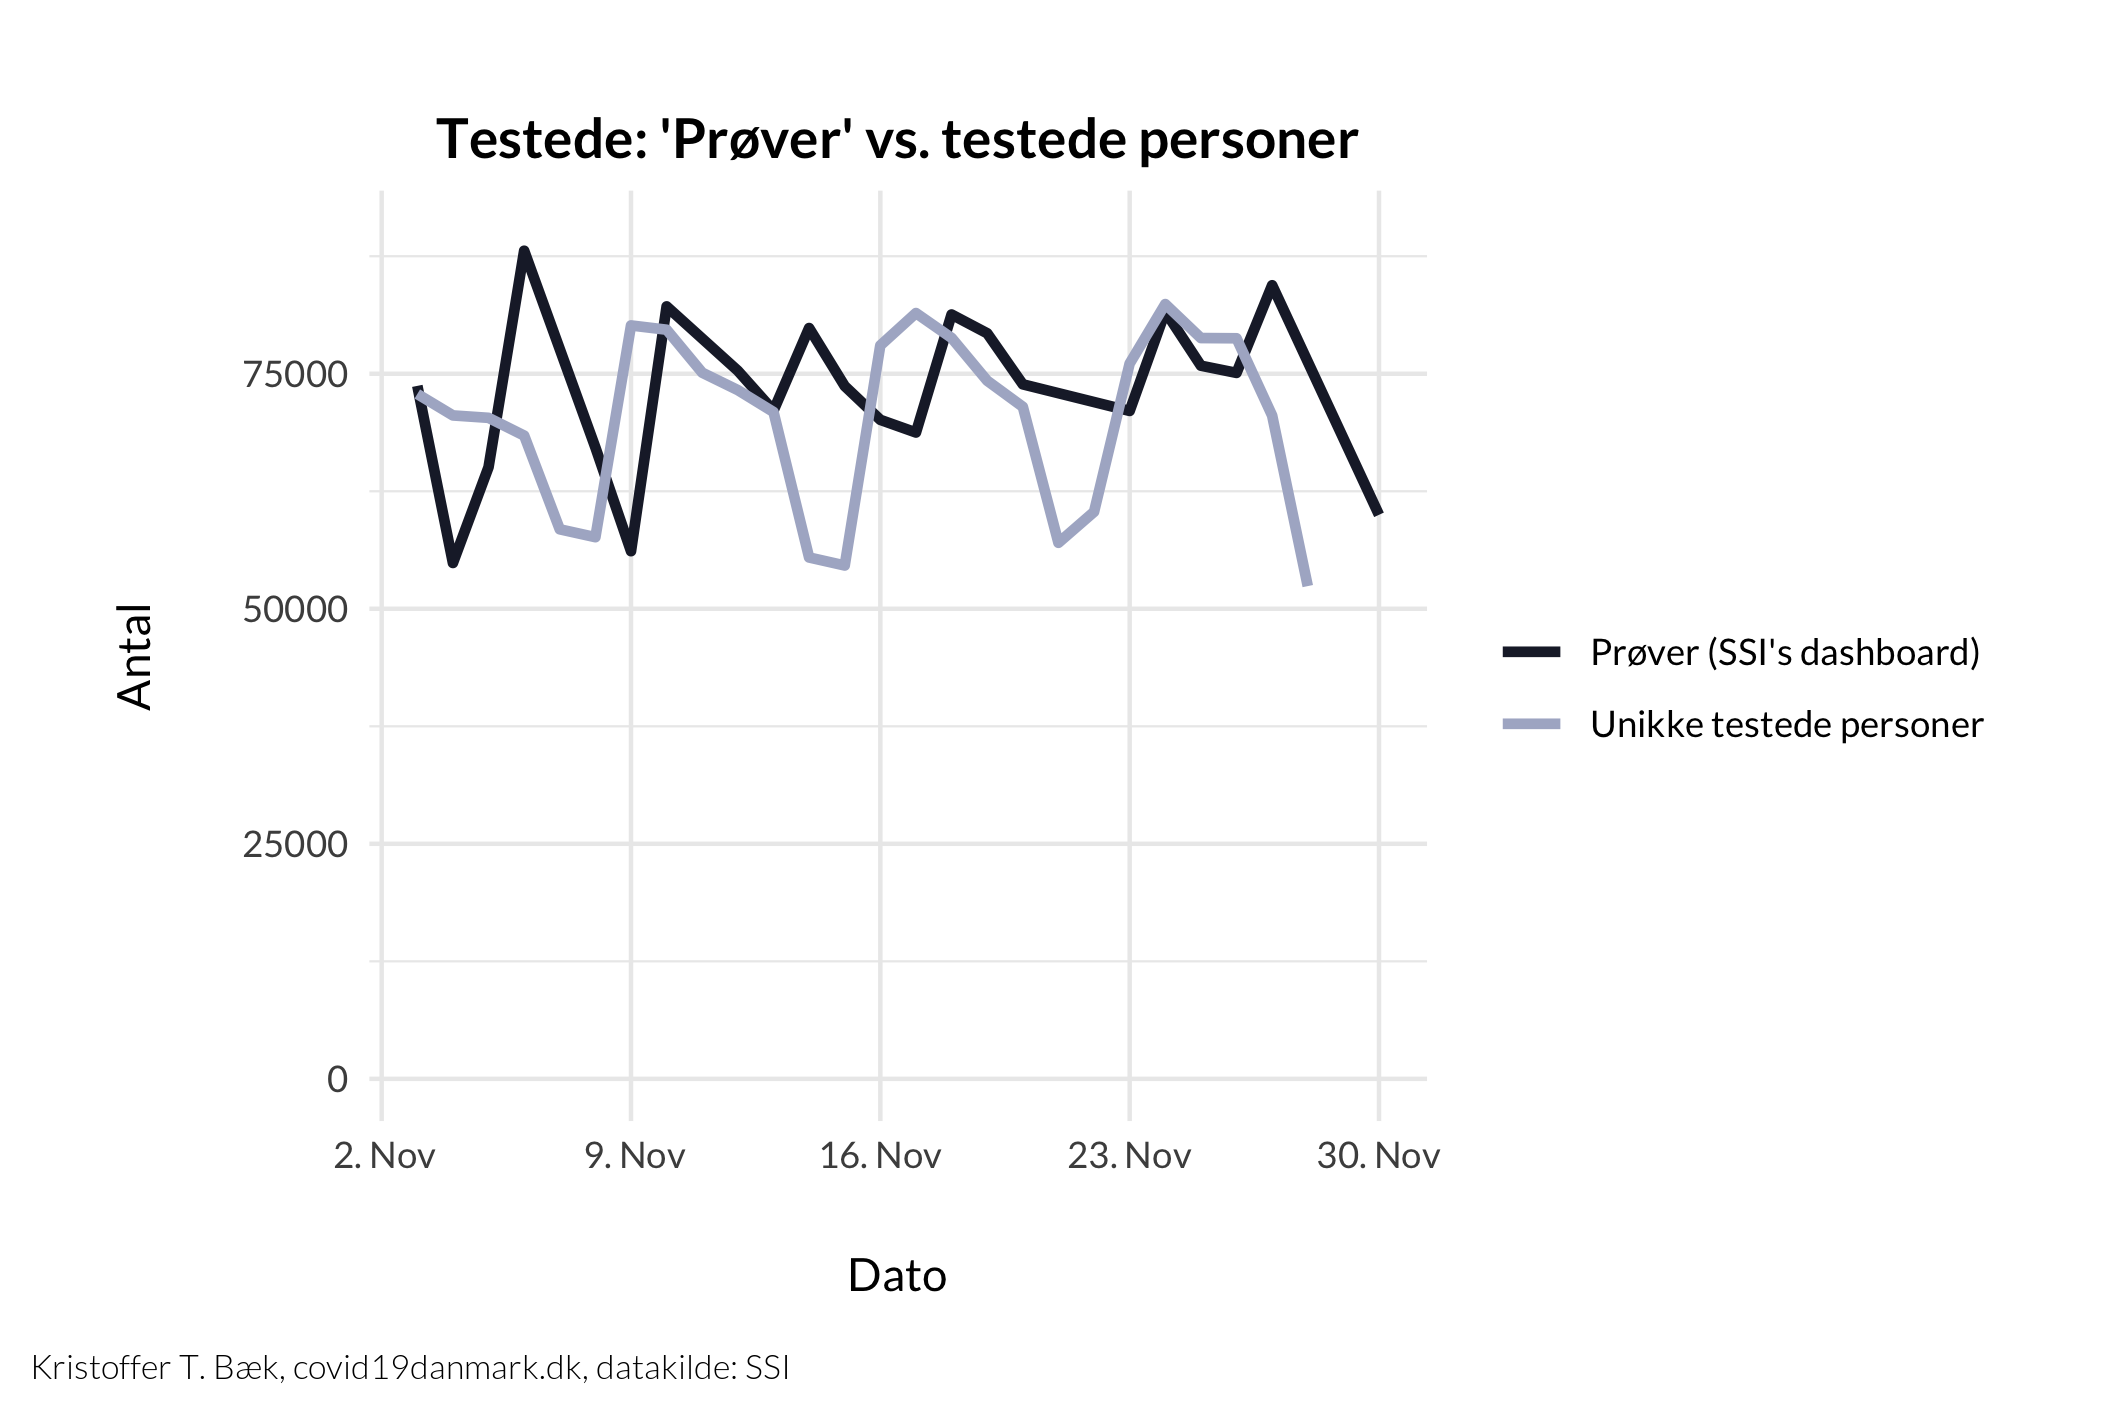 Testede: 'Prøver' vs. testede personer
75000
50000
25000
0
Antal
2. Nov
9. Nov
16. Nov
23. Nov
30. Nov
Dato
Prøver (SSI's dashboard)
Unikke testede personer
Kristoffer T. Bæk, covid19danmark.dk, datakilde: SSI